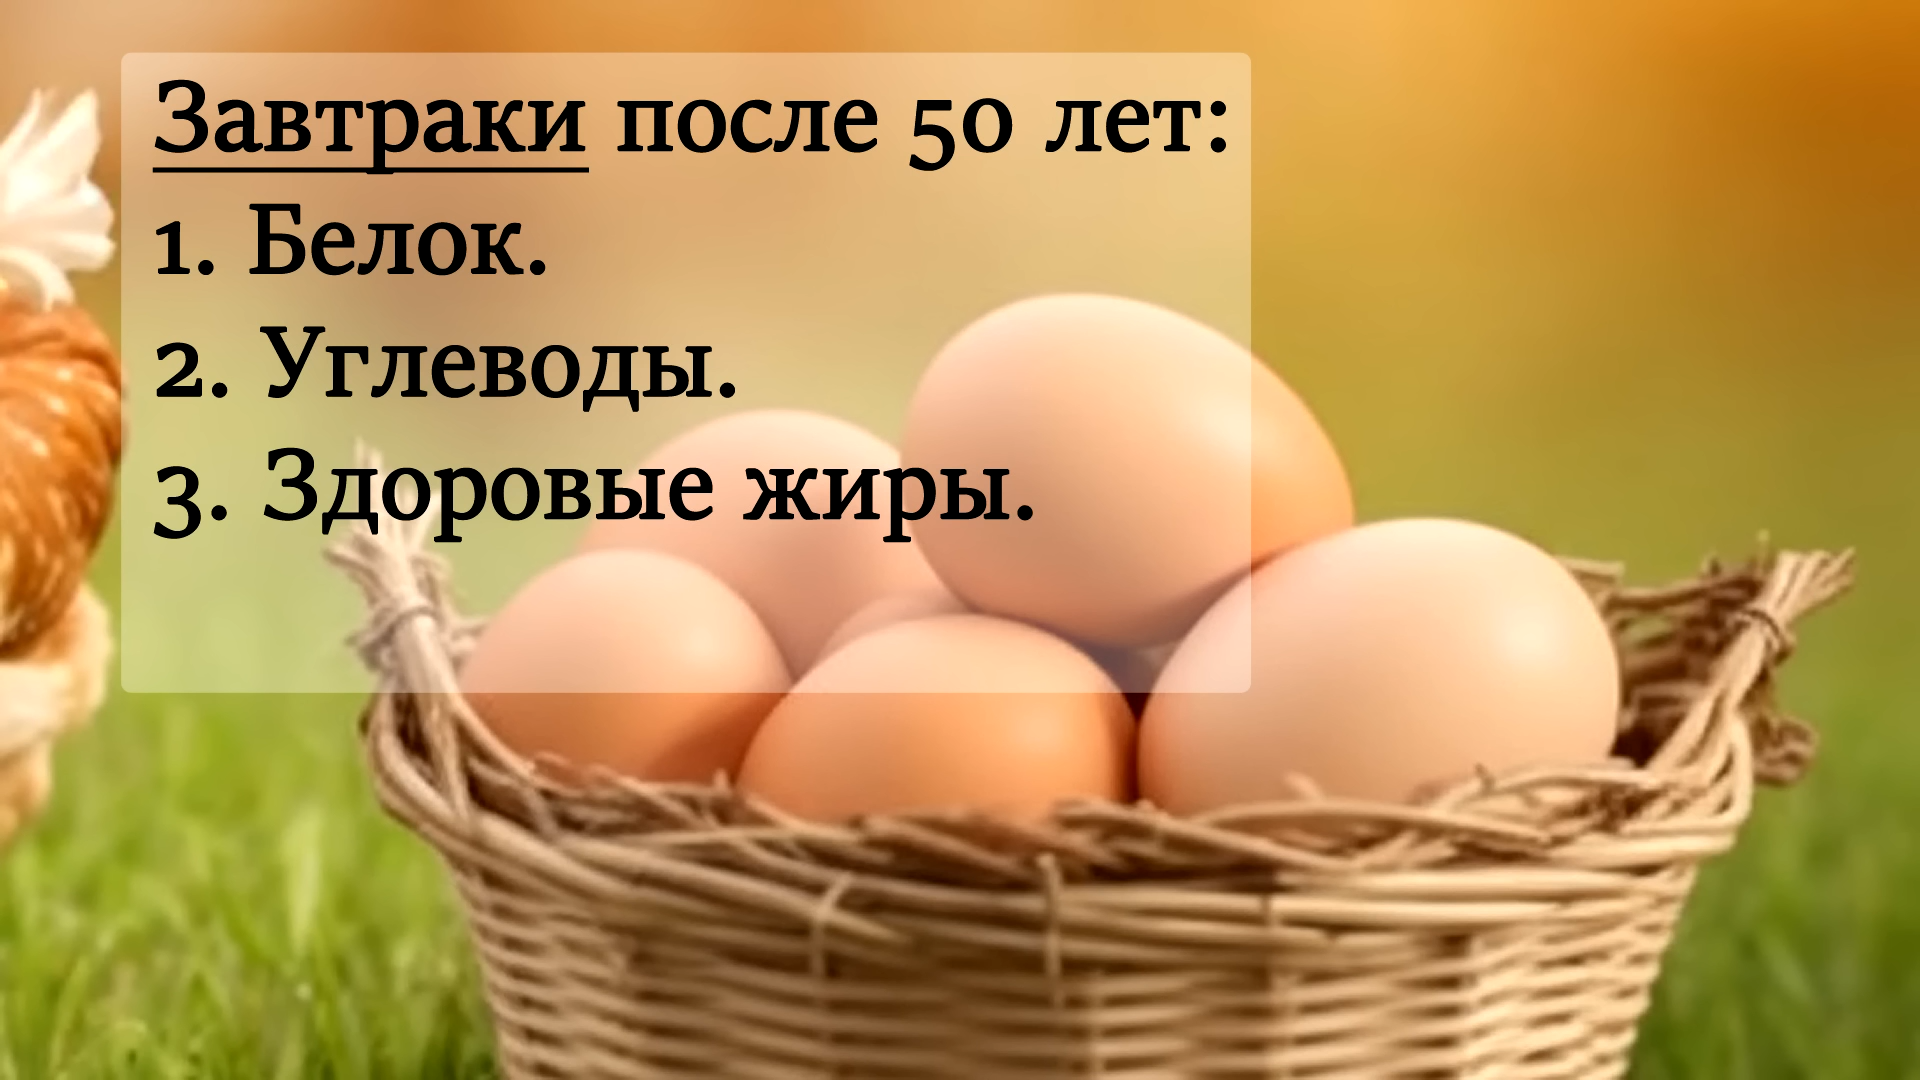 Завтраки после 50 лет:
1. Белок.
2. Углеводы.
3. Здоровые жиры.